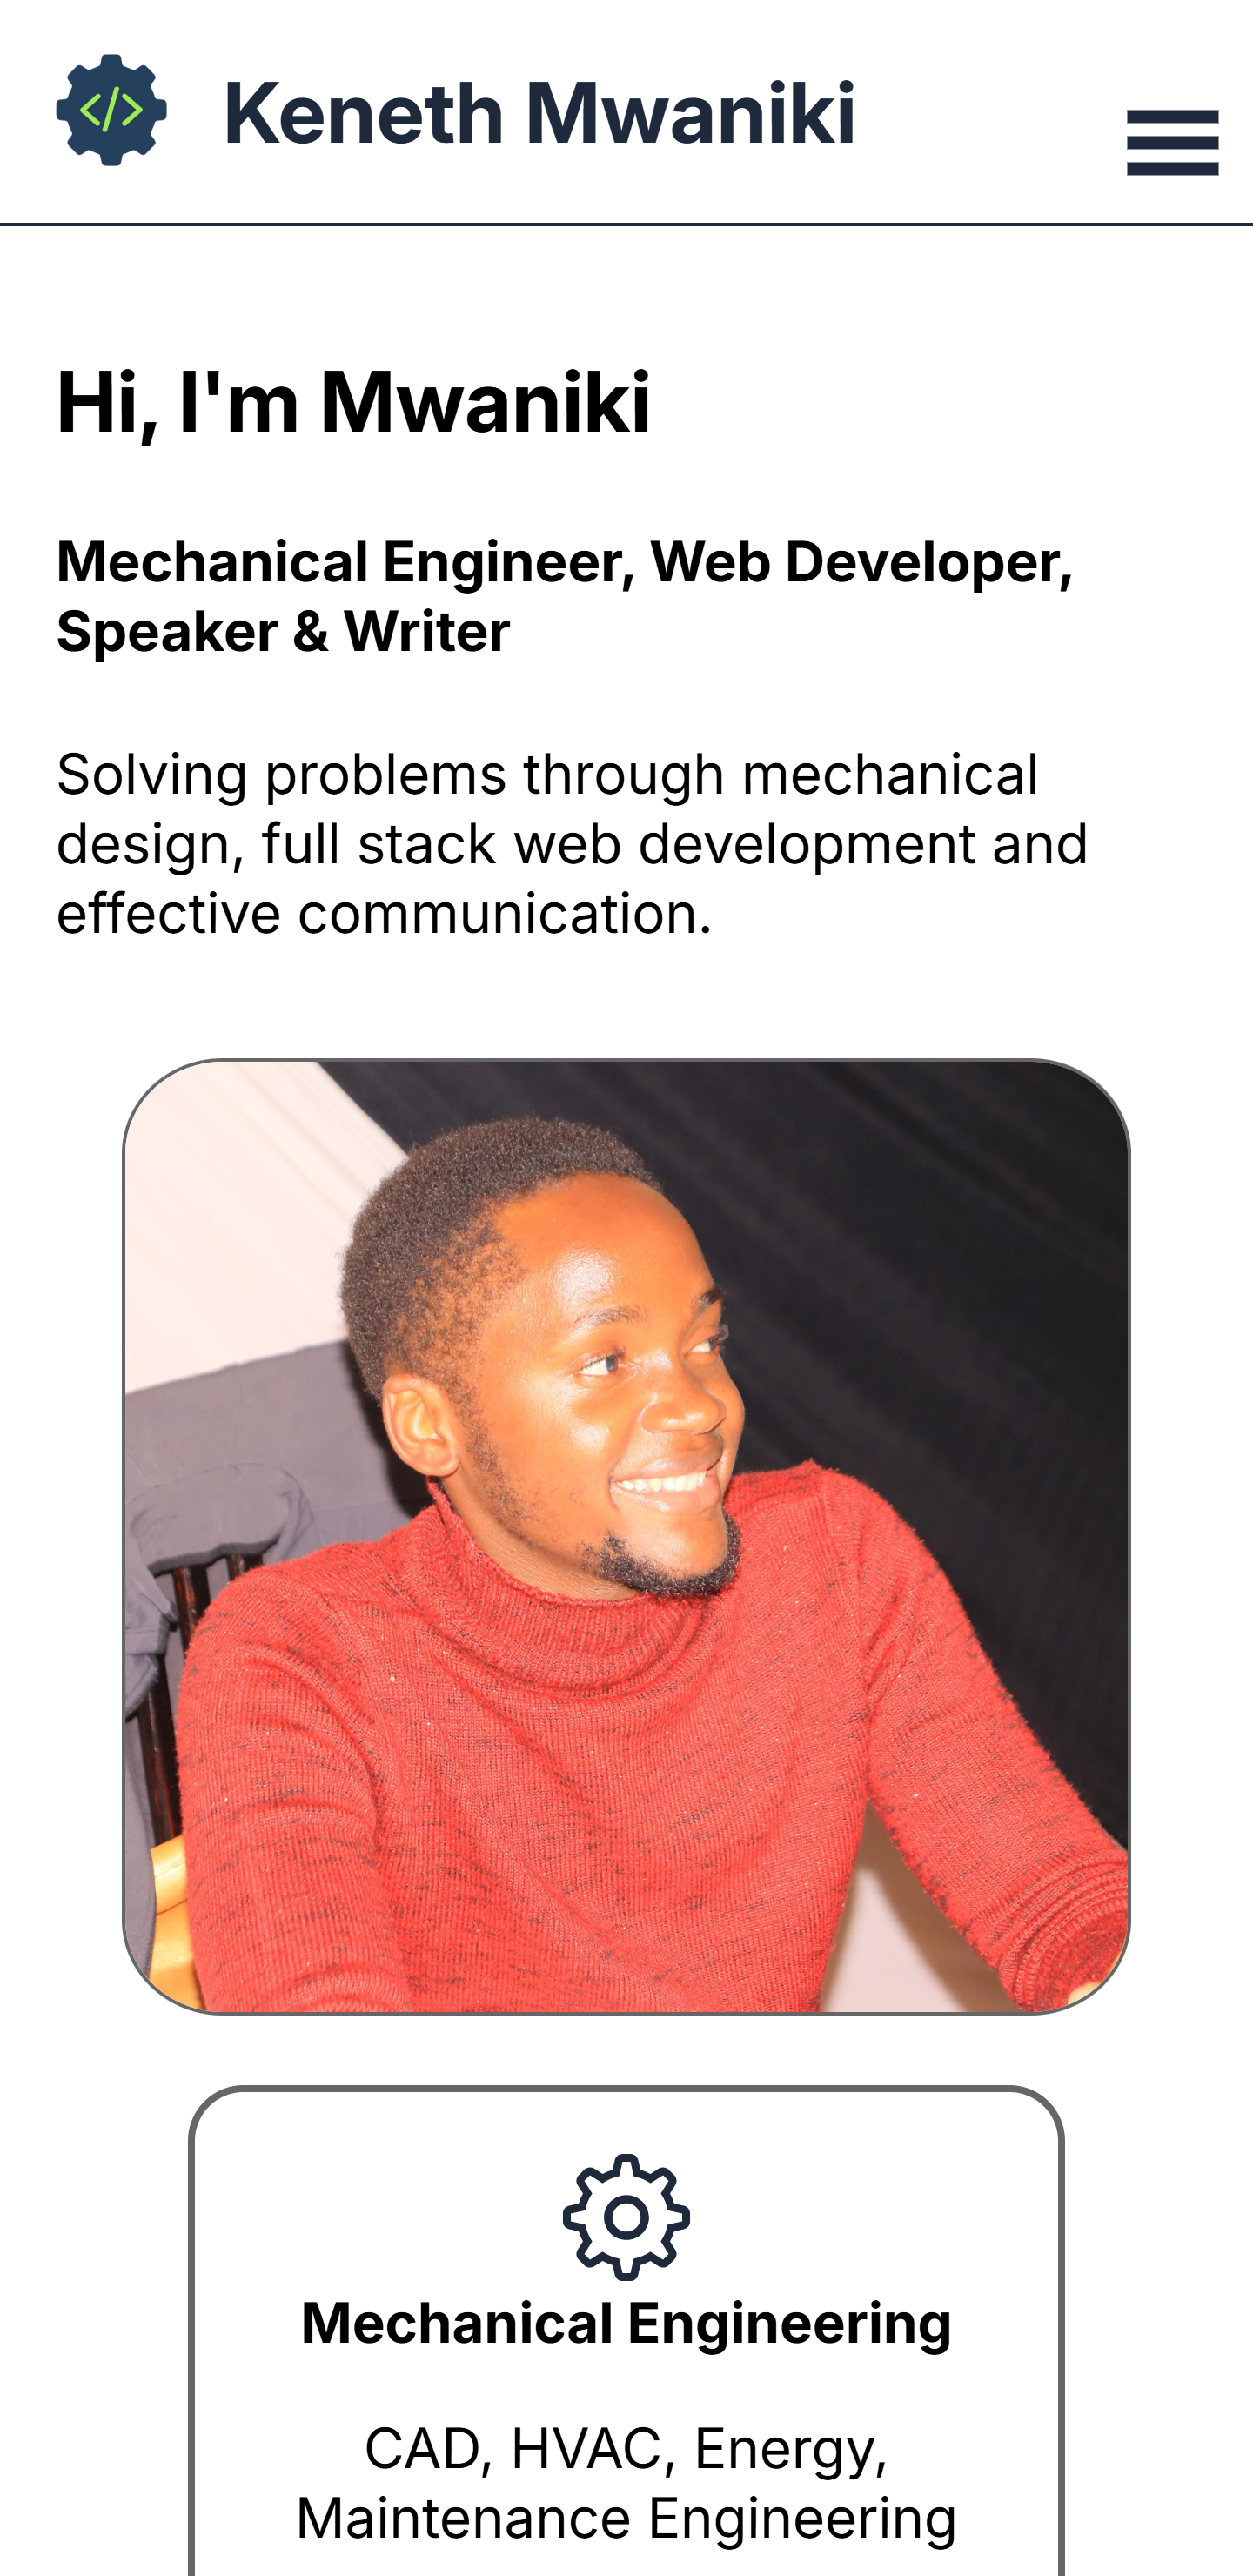 </>
Keneth Mwaniki
Hi, I'm Mwaniki
Mechanical Engineer, Web Developer,
Speaker & Writer
Solving problems through mechanical
design, full stack web development and
effective communication.
Mechanical Engineering
CAD, HVAC, Energy,
Maintenance Engineering